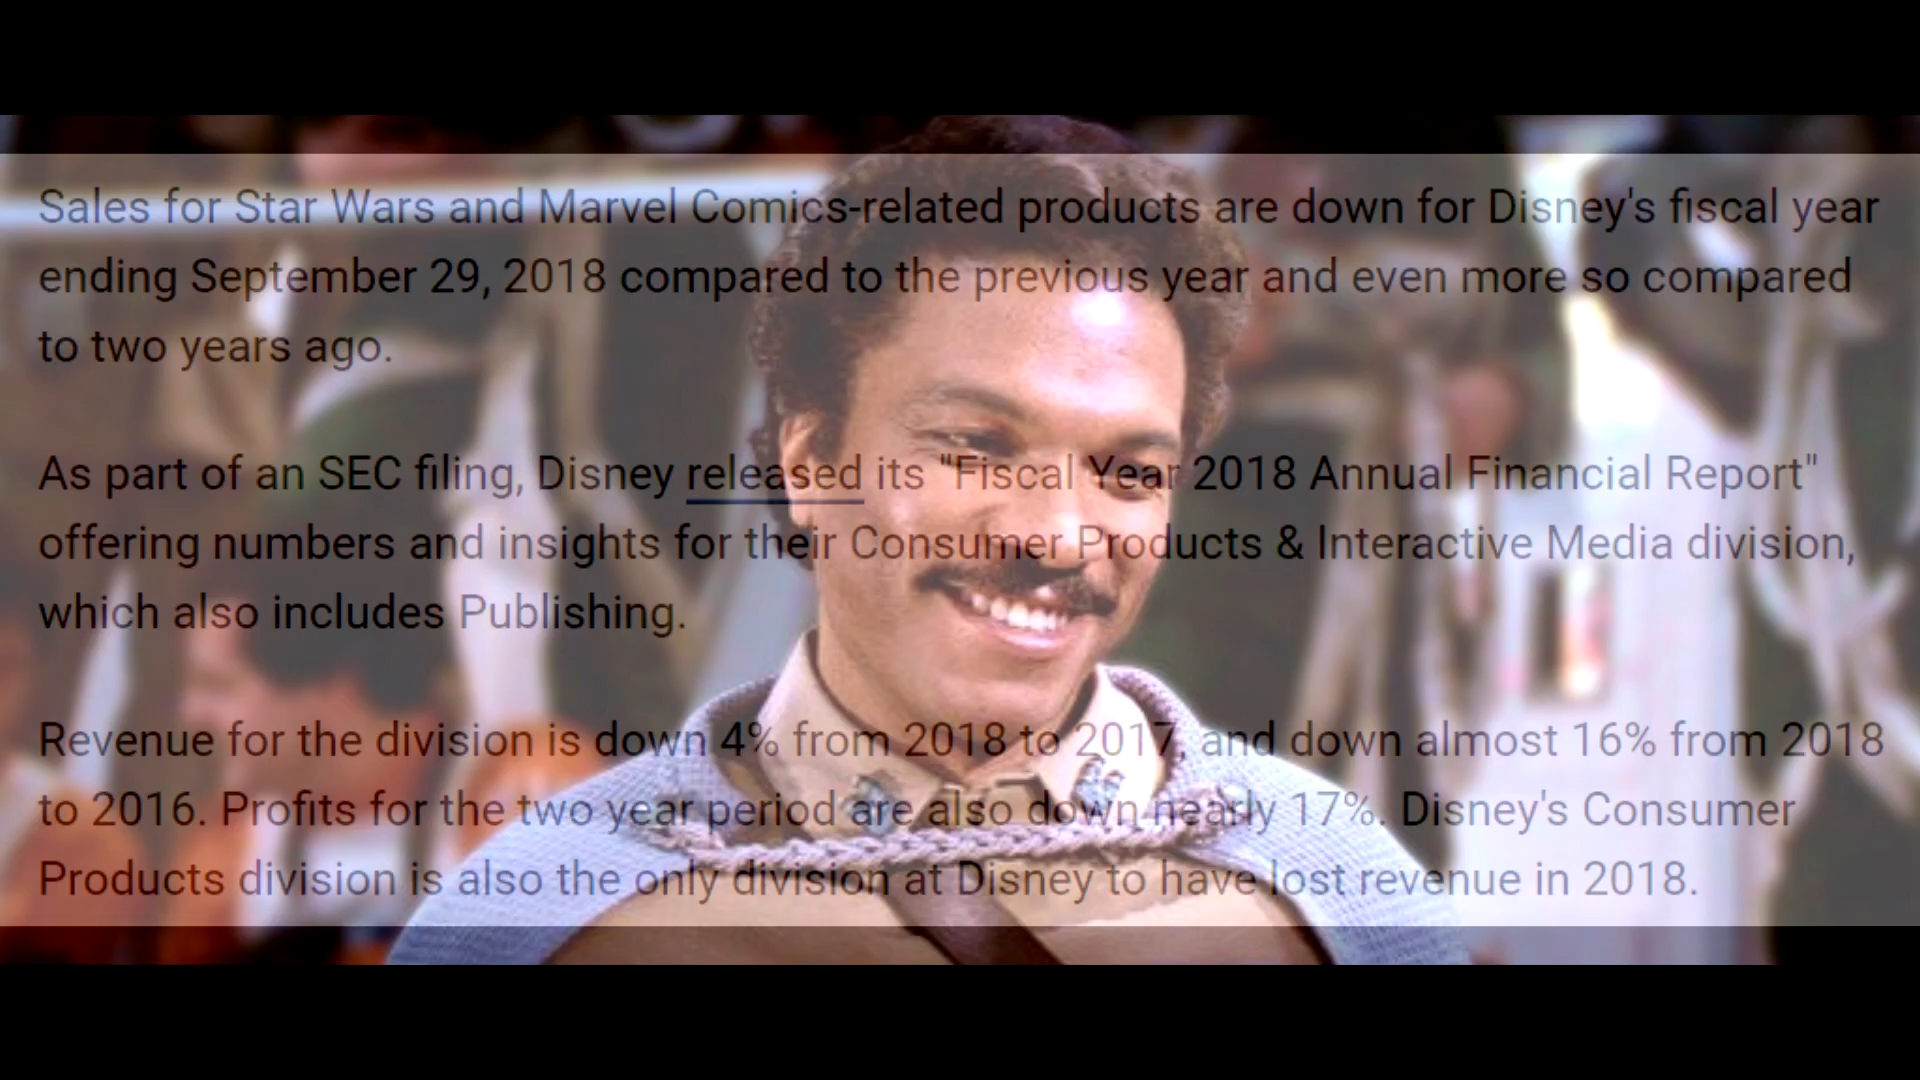 Sales for Star Wars and Marvel Comics-related products are down for Disney's fiscal year
ending September 29, 2018 compared to the previous year and even more so compared
to two years ago.
As part of an SEC filing, Disney released its "Fiscal Year 2018 Annual Financial Report"
offering numbers and insights for their Consumer Products & Interactive Media division,
which also includes Publishing.
Revenue for the division is down 4% from 2018 to 2017, and down almost 16% from 2018
to 2016. Profits for the two year period are also down nearly 17%. Disney's Consumer
Products division is also the only division at Disney to have lost revenue in 2018.